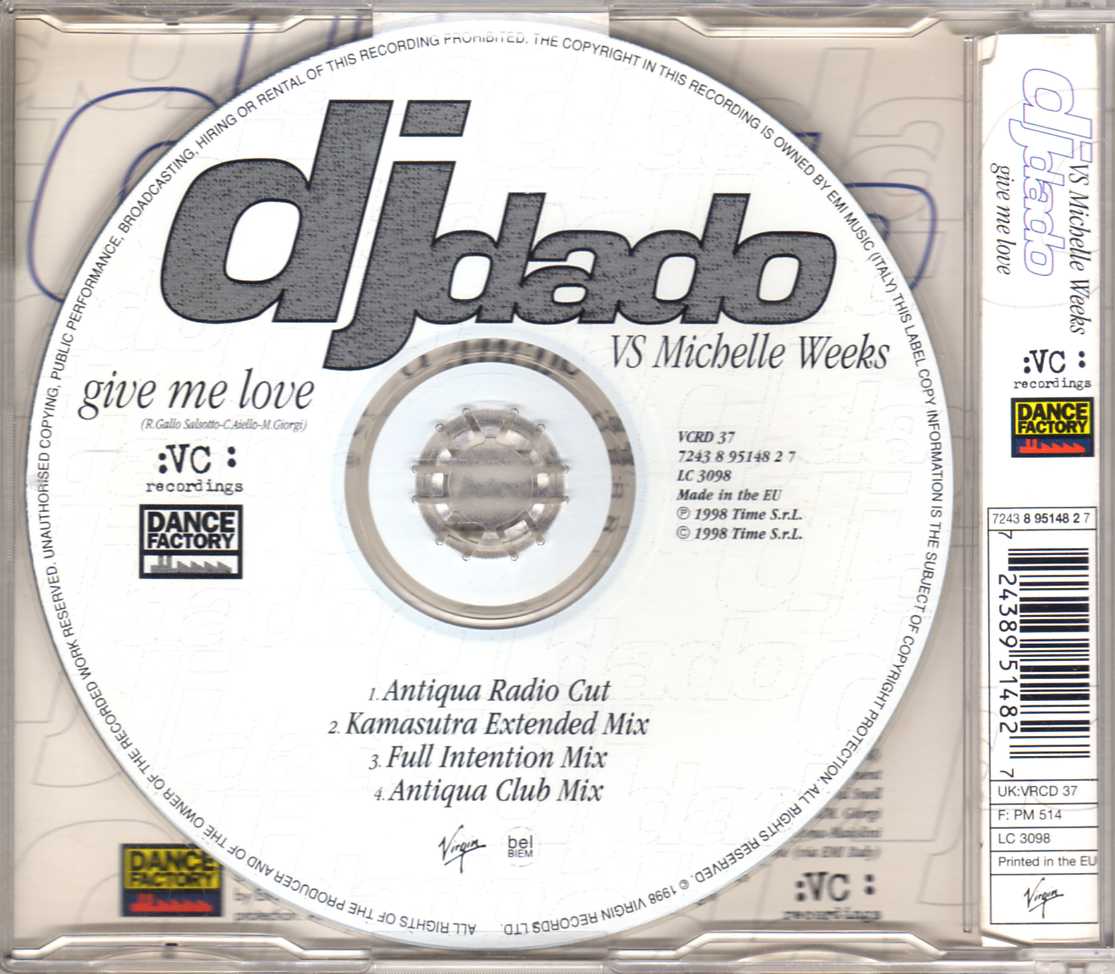 UNAUTHORISED COPYING, PUBLIC PERFORMANCE, BROADCASTING, HIRING OR RENTAL OF THIS RECORDING PROHIBITED. THE COPYRIGHT IN THIS RECORDING IS OWNED BY EMI MUSIC (ITALY) THIS LABEL COPY INFORMATION IS THE SUBJECT OF COPYRIGHT PROTECTION. ALL RIGHTS RESERVED. © 1998 VIRGIN RECORDS LTD.
ALL RIGHTS OF THE PRODUCER AND OF THE OWNER OF THE RECORDED WORK RESERVED.
dj dado
VS Michelle Weeks
give me love
(R.Gallo Salsotto-C.Aiello-M.Giorgi)
:VC :
recordings
DANCE
FACTORY
VCRD 37
7243 8 95148 2 7
LC 3098
Made in the EU
℗ 1998 Time S.r.L.
© 1998 Time S.r.L.
1. Antiqua Radio Cut
2. Kamasutra Extended Mix
3. Full Intention Mix
4. Antiqua Club Mix
Virgin
bel
BIEM
DANCE
FACTORY
protection
(via EMI Italy)
:VC :
recordings
dj dado
VS Michelle Weeks
give me love
:VC :
recordings
DANCE
FACTORY
7243 8 95148 2 7
7 24389 51482 7
UK:VRCD 37
F: PM 514
LC 3098
Printed in the EU
Virgin